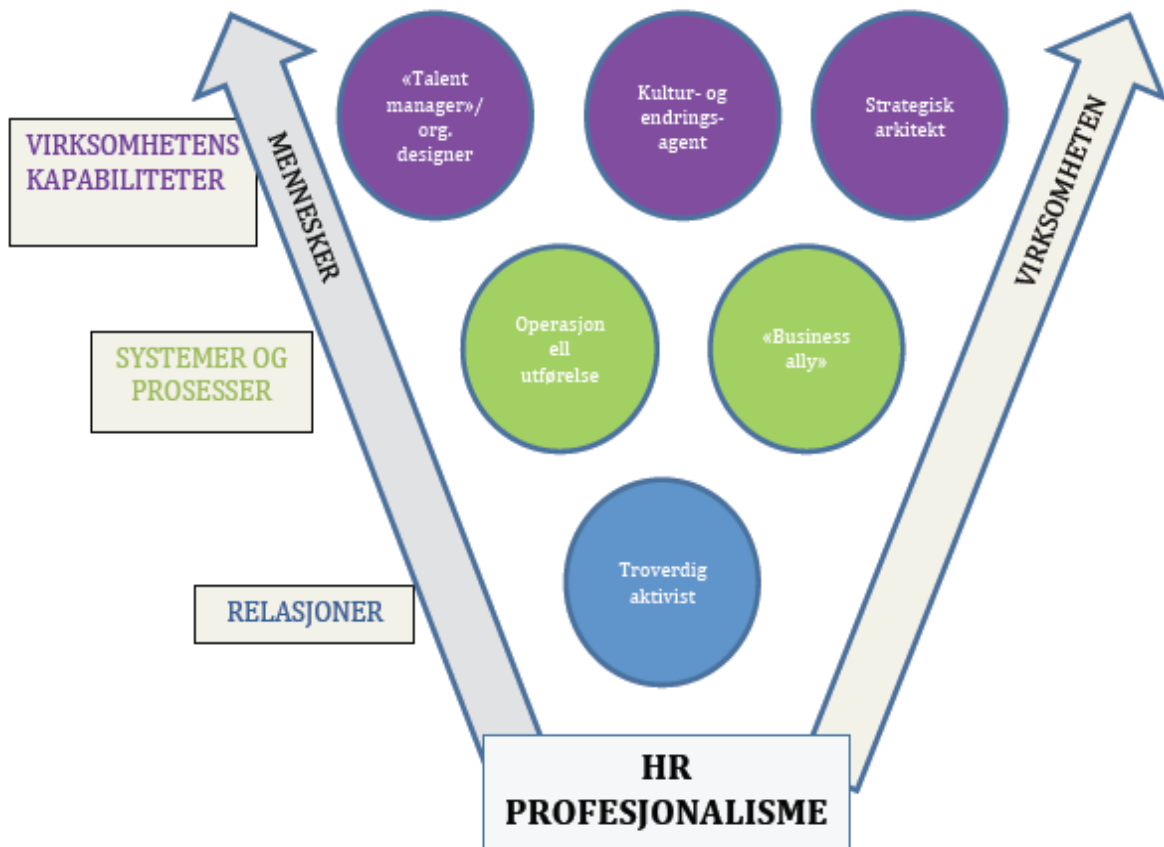 «Talent
manager»/
org.
designer
Kultur- og
endrings-
agent
Strategisk
arkitekt
VIRKSOMHETENS
KAPABILITETER
MENNESKER
VIRKSOMHETEN
Operasjon
ell
utførelse
«Business
ally»
SYSTEMER OG
PROSESSER
Troverdig
aktivist
RELASJONER
HR
PROFESJONALISME